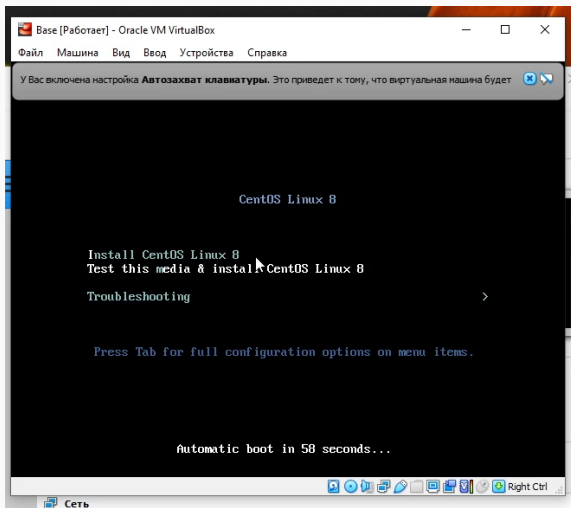 Base [Работает] - Oracle VM VirtualBox
Файл Машина Вид Ввод Устройства Справка
У Вас включена настройка Автозахват клавиатуры. Это приведет к тому, что виртуальная машина будет
CentOS Linux 8
Install CentOS Linux 8
Test this media & install CentOS Linux 8
Troubleshooting >
Press Tab for full configuration options on menu items.
Automatic boot in 58 seconds...
Right Ctrl
Сеть